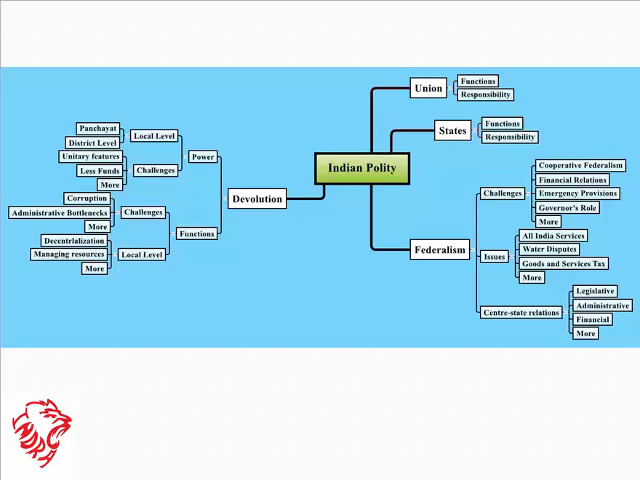 Indian Polity
Union
Functions
Responsibility
States
Functions
Responsibility
Federalism
Challenges
Cooperative Federalism
Financial Relations
Emergency Provisions
Governor's Role
More
Issues
All India Services
Water Disputes
Goods and Services Tax
More
Centre-state relations
Legislative
Administrative
Financial
More
Devolution
Power
Local Level
Panchayat
District Level
Challenges
Unitary features
Less Funds
More
Functions
Challenges
Corruption
Administrative Bottlenecks
More
Local Level
Decentrlalization
Managing resources
More